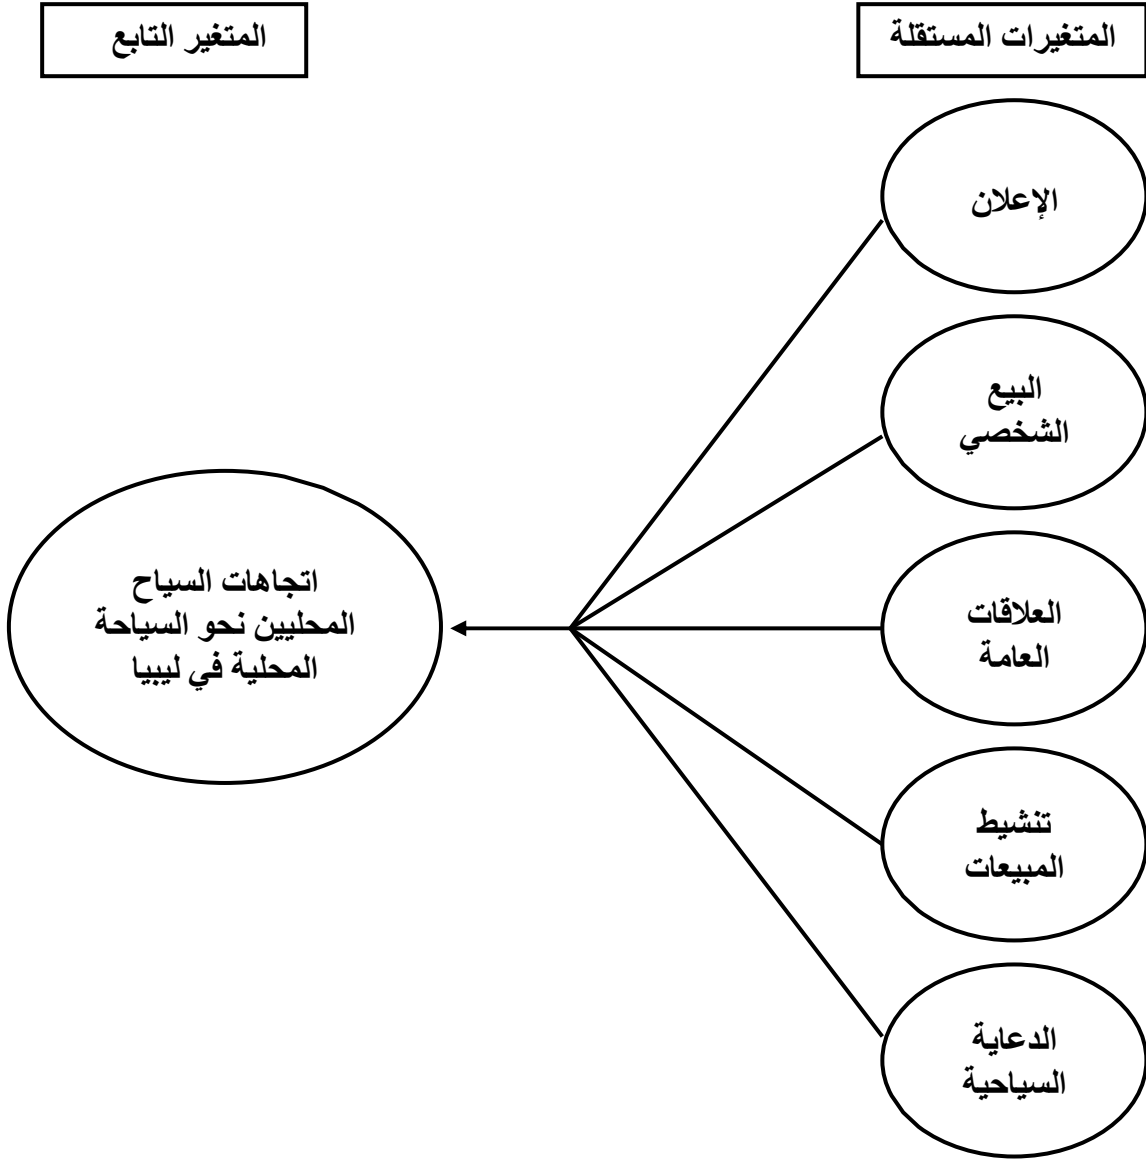 المتغيرات المستقلة
المتغير التابع
الإعلان
البيع
الشخصي
العلاقات
العامة
تنشيط
المبيعات
الدعاية
السياحية
اتجاهات السياح
المحليين نحو السياحة
المحلية في ليبيا